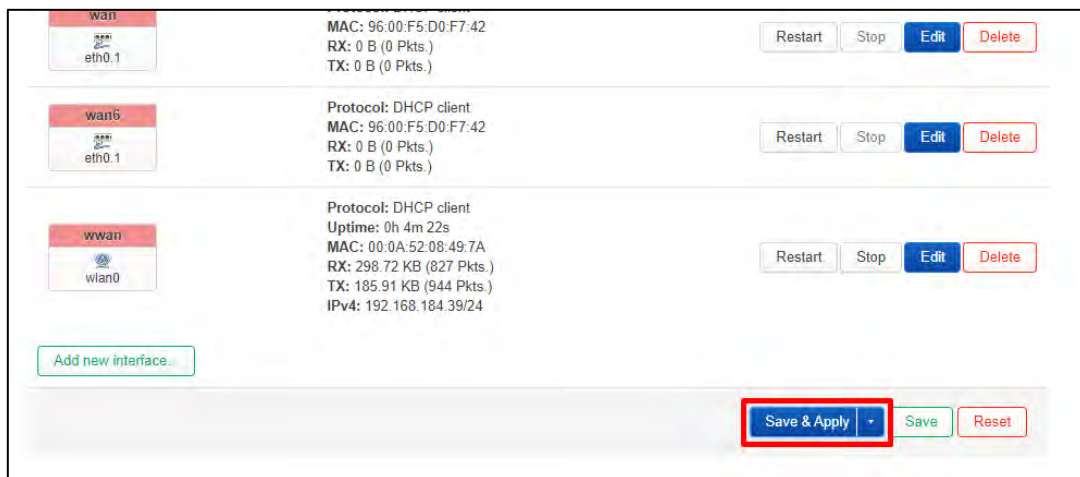 wan
eth0.1
Protocol: DHCP client
MAC: 96:00:F5:D0:F7:42
RX: 0 B (0 Pkts.)
TX: 0 B (0 Pkts.)
Restart Stop Edit Delete
wan6
eth0.1
Protocol: DHCP client
MAC: 96:00:F5:D0:F7:42
RX: 0 B (0 Pkts.)
TX: 0 B (0 Pkts.)
Restart Stop Edit Delete
wwan
wlan0
Protocol: DHCP client
Uptime: 0h 4m 22s
MAC: 00:0A:52:08:49:7A
RX: 298.72 KB (827 Pkts.)
TX: 185.91 KB (944 Pkts.)
IPv4: 192.168.184.39/24
Restart Stop Edit Delete
Add new interface...
Save & Apply Save Reset